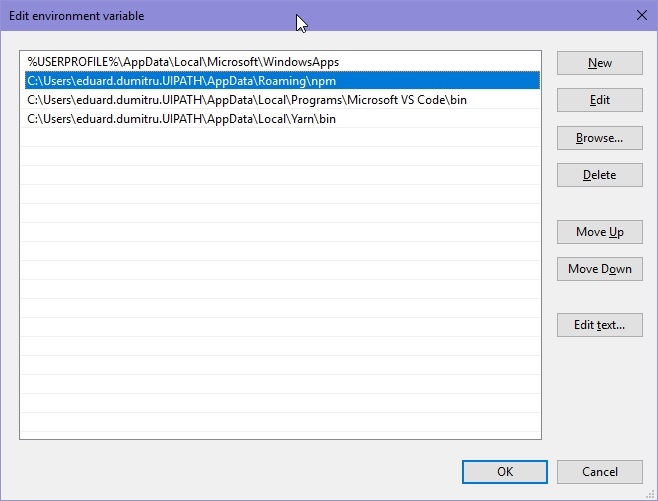 Edit environment variable
%USERPROFILE%\AppData\Local\Microsoft\WindowsApps
C:\Users\eduard.dumitru.UIPATH\AppData\Roaming\npm
C:\Users\eduard.dumitru.UIPATH\AppData\Local\Programs\Microsoft VS Code\bin
C:\Users\eduard.dumitru.UIPATH\AppData\Local\Yarn\bin
New
Edit
Browse...
Delete
Move Up
Move Down
Edit text...
OK
Cancel